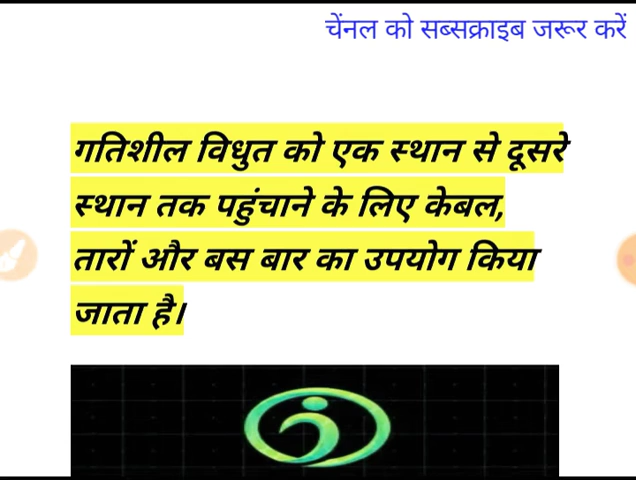 चेंनल को सब्सक्राइब जरूर करें
गतिशील विधुत को एक स्थान से दूसरे
स्थान तक पहुंचाने के लिए केबल,
तारों और बस बार का उपयोग किया
जाता है।